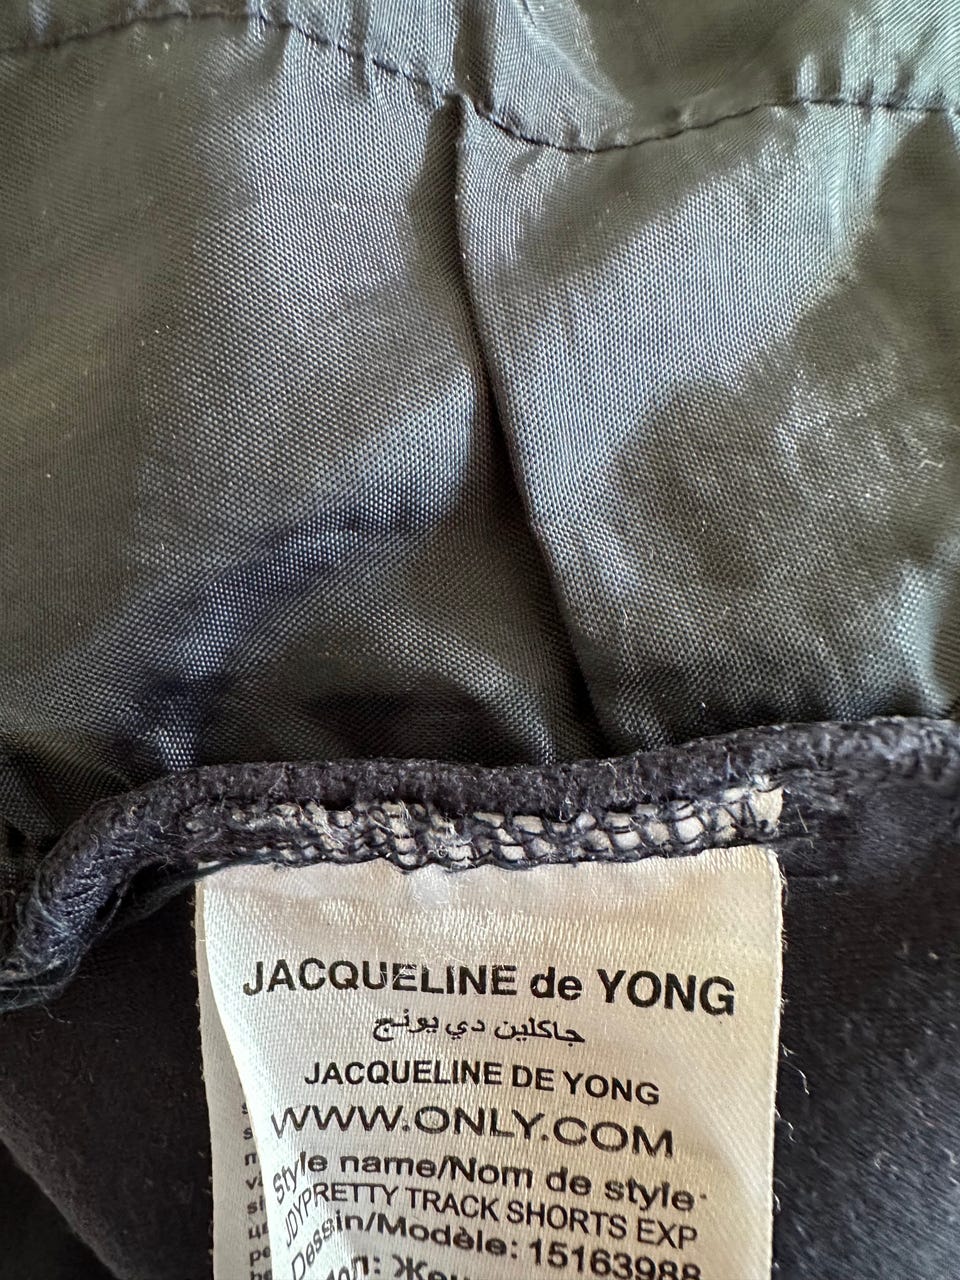 JACQUELINE de YONG
جاكلين دي يونج
JACQUELINE DE YONG
WWW.ONLY.COM
Style name/Nom de style
JDYPRETTY TRACK SHORTS EXP
Dessin/Modèle: 15163988